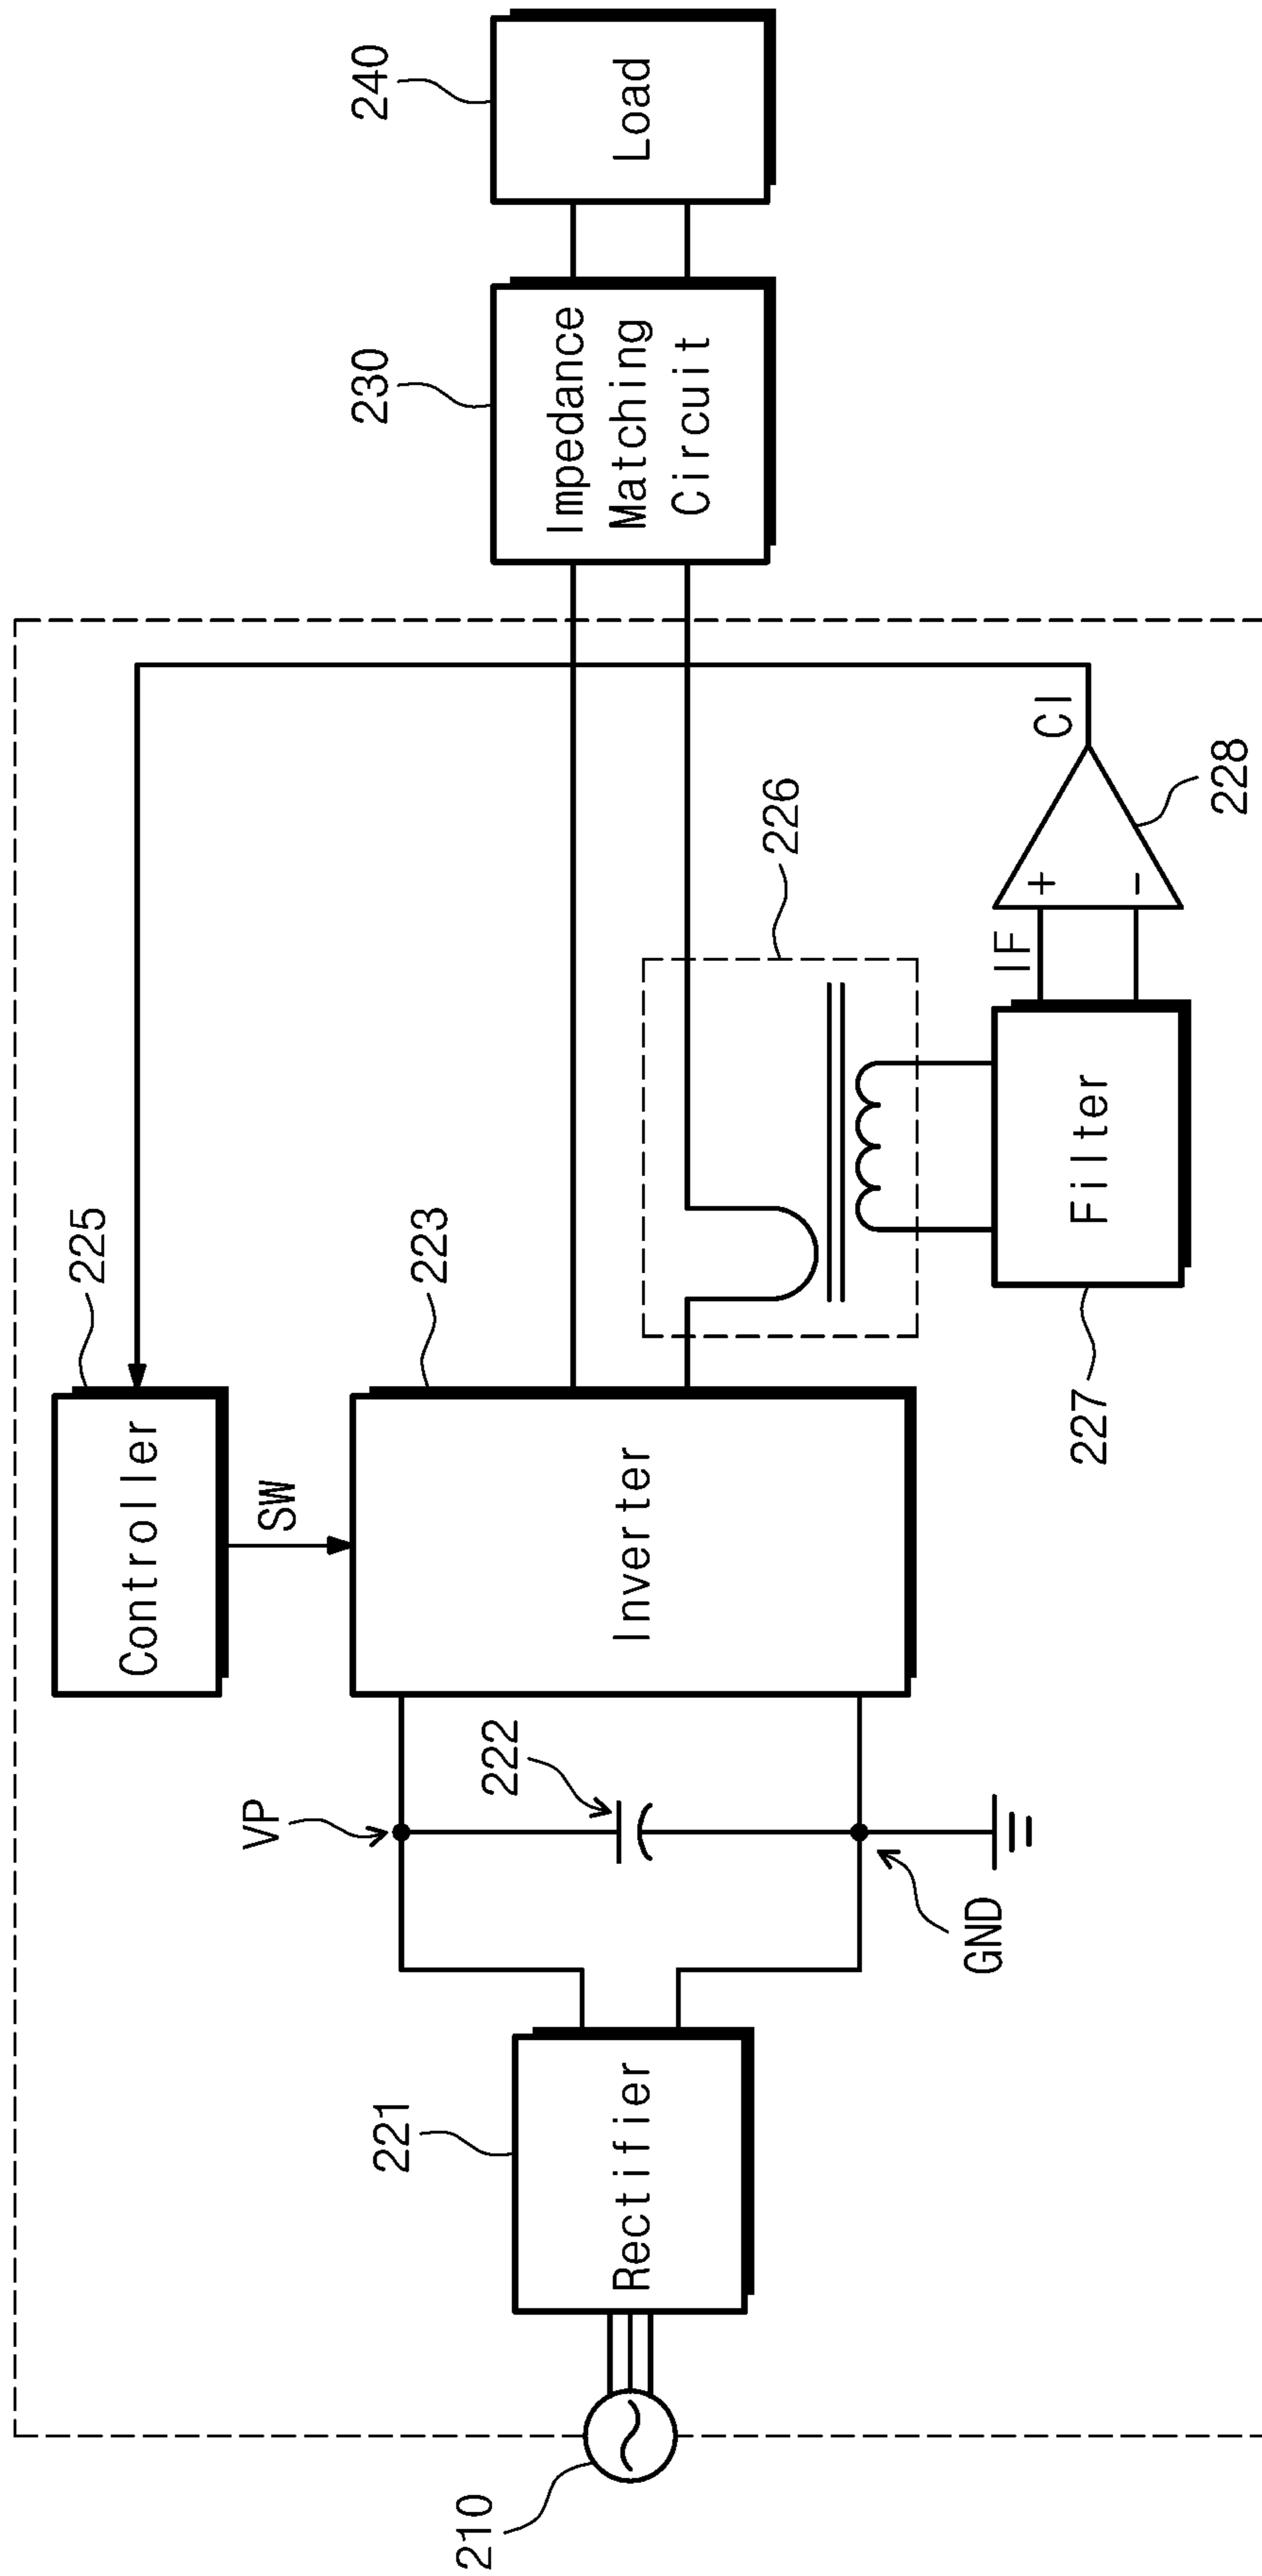 225
Controller
SW
VP
223
Inverter
222
221
Rectifier
210
GND
226
230
Impedance
Matching
Circuit
240
Load
227
Filter
IF
+
-
CI
228